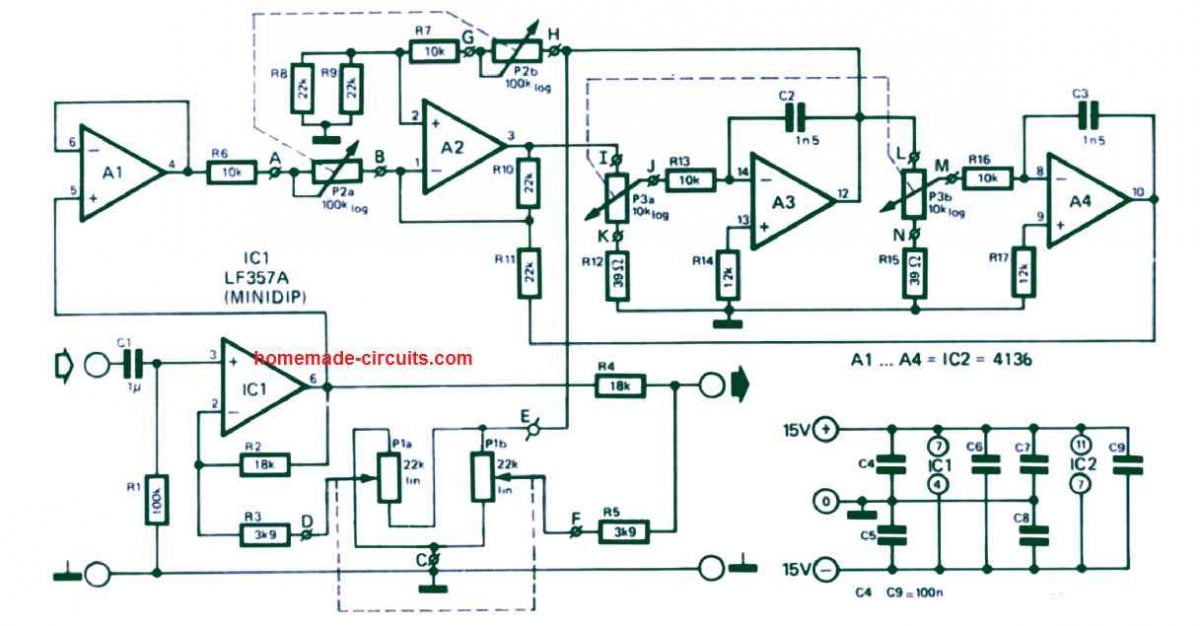 R7
10k
G
H
P2b
100k log
R8
22k
R9
22k
2
+
A2
3
1
−
6
−
A1
4
5
+
R6
10k
A
P2a
100k log
B
R10
22k
R11
22k
I
J
P3a
10k log
K
R12
39Ω
R13
10k
C2
1n5
14
−
A3
12
13
+
R14
12k
L
M
P3b
10k log
N
R15
39Ω
R16
10k
C3
1n5
8
−
A4
10
9
+
R17
12k
IC1
LF357A
(MINIDIP)
A1 ... A4 = IC2 = 4136
homemade-circuits.com
C1
1µ
3
+
IC1
6
2
−
R1
100k
R2
18k
R3
3k9
D
P1a
22k
lin
P1b
22k
lin
E
F
C
R4
18k
R5
3k9
15V
+
0
15V
−
C4
C5
7
IC1
4
C6
C7
C8
11
IC2
7
C9
C4 C9 = 100n